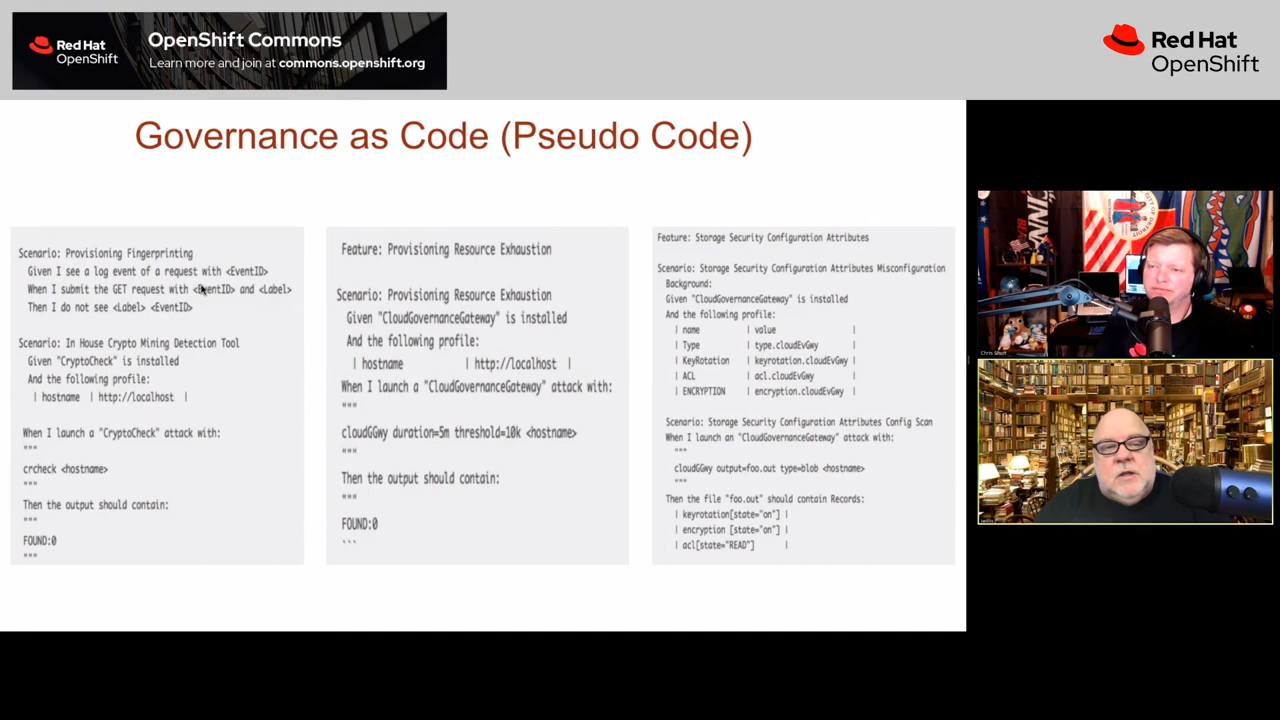 Red Hat
OpenShift
OpenShift Commons
Learn more and join at commons.openshift.org
Red Hat
OpenShift
Governance as Code (Pseudo Code)
Scenario: Provisioning Fingerprinting
Given I see a log event of a request with <EventID>
When I submit the GET request with <EventID> and <Label>
Then I do not see <Label> <EventID>
Scenario: In House Crypto Mining Detection Tool
Given "CryptoCheck" is installed
And the following profile:
| hostname | http://localhost |
When I launch a "CryptoCheck" attack with:
"""
crcheck <hostname>
"""
Then the output should contain:
"""
FOUND:0
"""
Feature: Provisioning Resource Exhaustion
Scenario: Provisioning Resource Exhaustion
Given "CloudGovernanceGateway" is installed
And the following profile:
| hostname | http://localhost |
When I launch a "CloudGovernanceGateway" attack with:
"""
cloudGGwy duration=5m threshold=10k <hostname>
"""
Then the output should contain:
"""
FOUND:0
```
Feature: Storage Security Configuration Attributes
Scenario: Storage Security Configuration Attributes Misconfiguration
Background:
Given "CloudGovernanceGateway" is installed
And the following profile:
| name | value |
| Type | type.cloudEvGwy |
| KeyRotation | keyrotation.cloudEvGwy |
| ACL | acl.cloudEvGwy |
| ENCRYPTION | encryption.cloudEvGwy |
Scenario: Storage Security Configuration Attributes Config Scan
When I launch an "CloudGovernanceGateway" attack with:
"""
cloudGGwy output=foo.out type=blob <hostname>
"""
Then the file "foo.out" should contain Records:
| keyrotation[state="on"] |
| encryption [state="on"] |
| acl[state="READ"] |
Chris Short